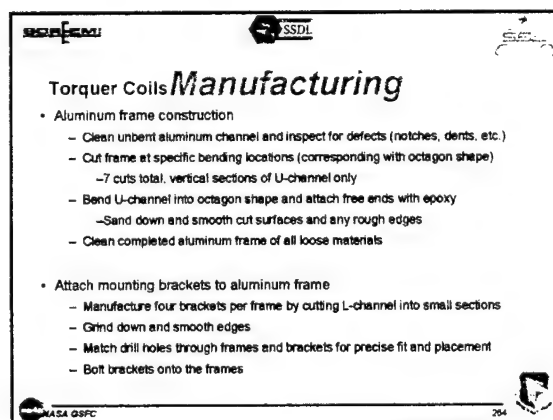 SSDL
Torquer Coils Manufacturing
• Aluminum frame construction
– Clean unbent aluminum channel and inspect for defects (notches, dents, etc.)
– Cut frame at specific bending locations (corresponding with octagon shape)
–7 cuts total, vertical sections of U-channel only
– Bend U-channel into octagon shape and attach free ends with epoxy
–Sand down and smooth cut surfaces and any rough edges
– Clean completed aluminum frame of all loose materials
• Attach mounting brackets to aluminum frame
– Manufacture four brackets per frame by cutting L-channel into small sections
– Grind down and smooth edges
– Match drill holes through frames and brackets for precise fit and placement
– Bolt brackets onto the frames
NASA GSFC
264